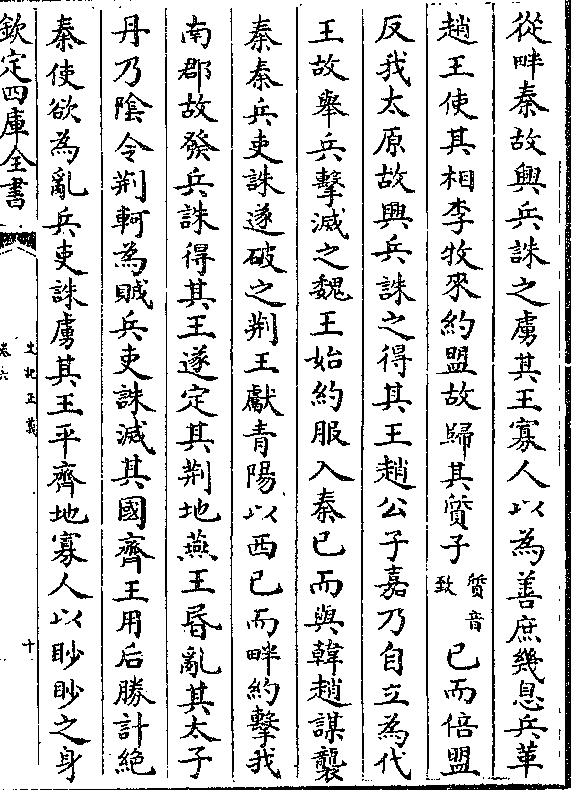 從畔秦故興兵誅之虜其王寡人以為善庶幾息兵革
趙王使其相李牧來約盟故歸其質子質音致已而倍盟
反我太原故興兵誅之得其王趙公子嘉乃自立為代
王故舉兵擊滅之魏王始約服入秦已而與韓趙謀襲
秦秦兵吏誅遂破之荆王獻青陽以西已而畔約擊我
南郡故發兵誅得其王遂定其荆地燕王昬亂其太子
丹乃陰令荆軻為賊兵吏誅滅其國齊王用后勝計絶
秦使欲為亂兵吏誅虜其王平齊地寡人以眇眇之身
欽定四庫全書
史記正義
卷六
十